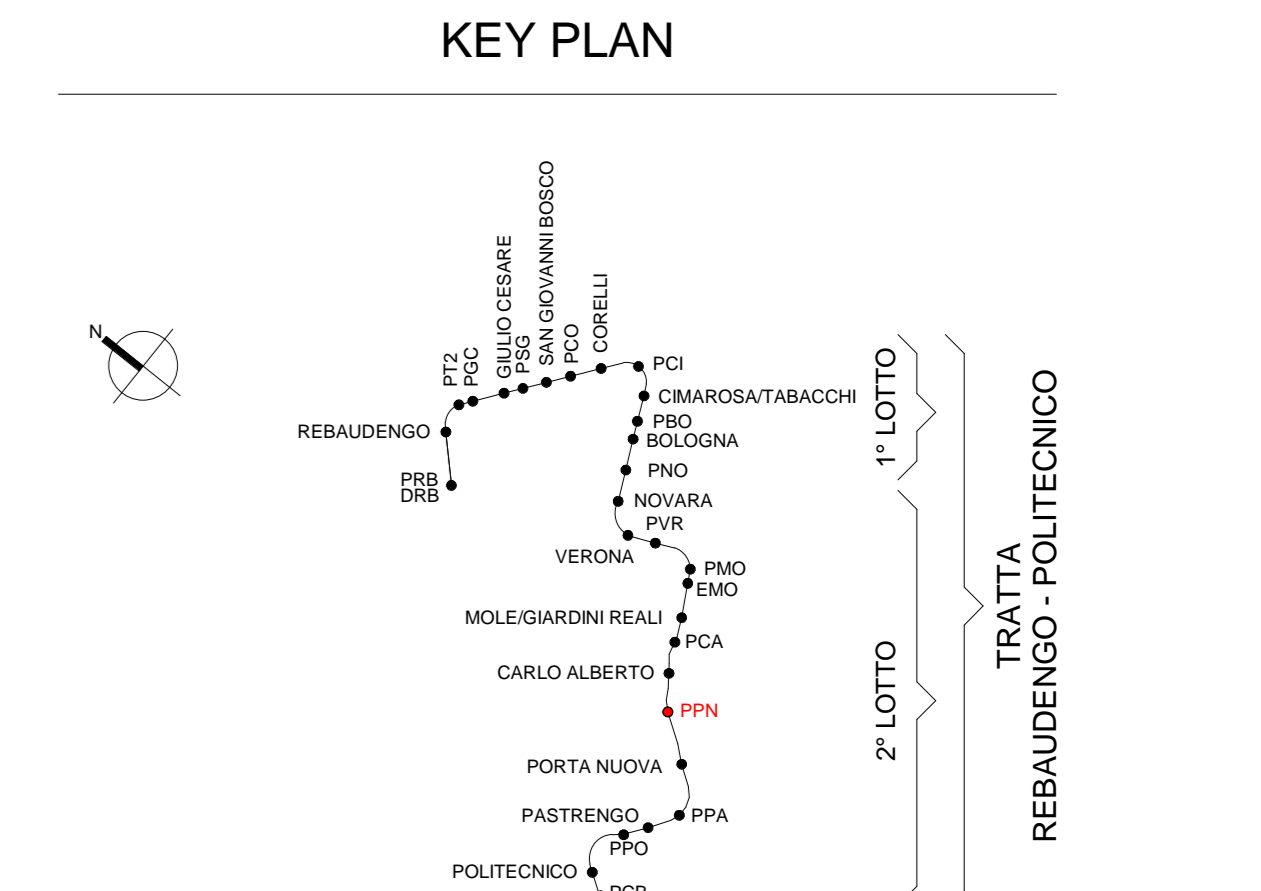 KEY PLAN
N
PT2
PGC
GIULIO CESARE
PSG
SAN GIOVANNI BOSCO
PCO
CORELLI
PCI
CIMAROSA/TABACCHI
REBAUDENGO
PBO
BOLOGNA
PRB
DRB
PNO
NOVARA
PVR
VERONA
PMO
EMO
MOLE/GIARDINI REALI
PCA
CARLO ALBERTO
PPN
PORTA NUOVA
PASTRENGO
PPA
PPO
POLITECNICO
1° LOTTO
2° LOTTO
TRATTA
REBAUDENGO - POLITECNICO